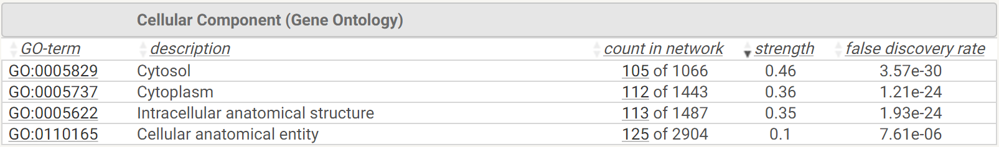 Cellular Component (Gene Ontology)
GO-term description count in network strength false discovery rate
GO:0005829 Cytosol 105 of 1066 0.46 3.57e-30
GO:0005737 Cytoplasm 112 of 1443 0.36 1.21e-24
GO:0005622 Intracellular anatomical structure 113 of 1487 0.35 1.93e-24
GO:0110165 Cellular anatomical entity 125 of 2904 0.1 7.61e-06